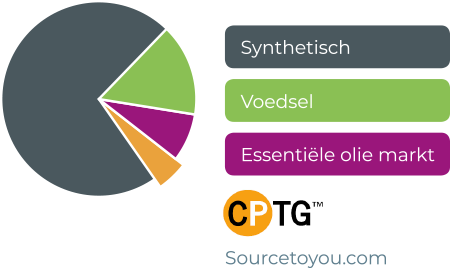 Synthetisch
Voedsel
Essentiële olie markt
CPTG™
Sourcetoyou.com